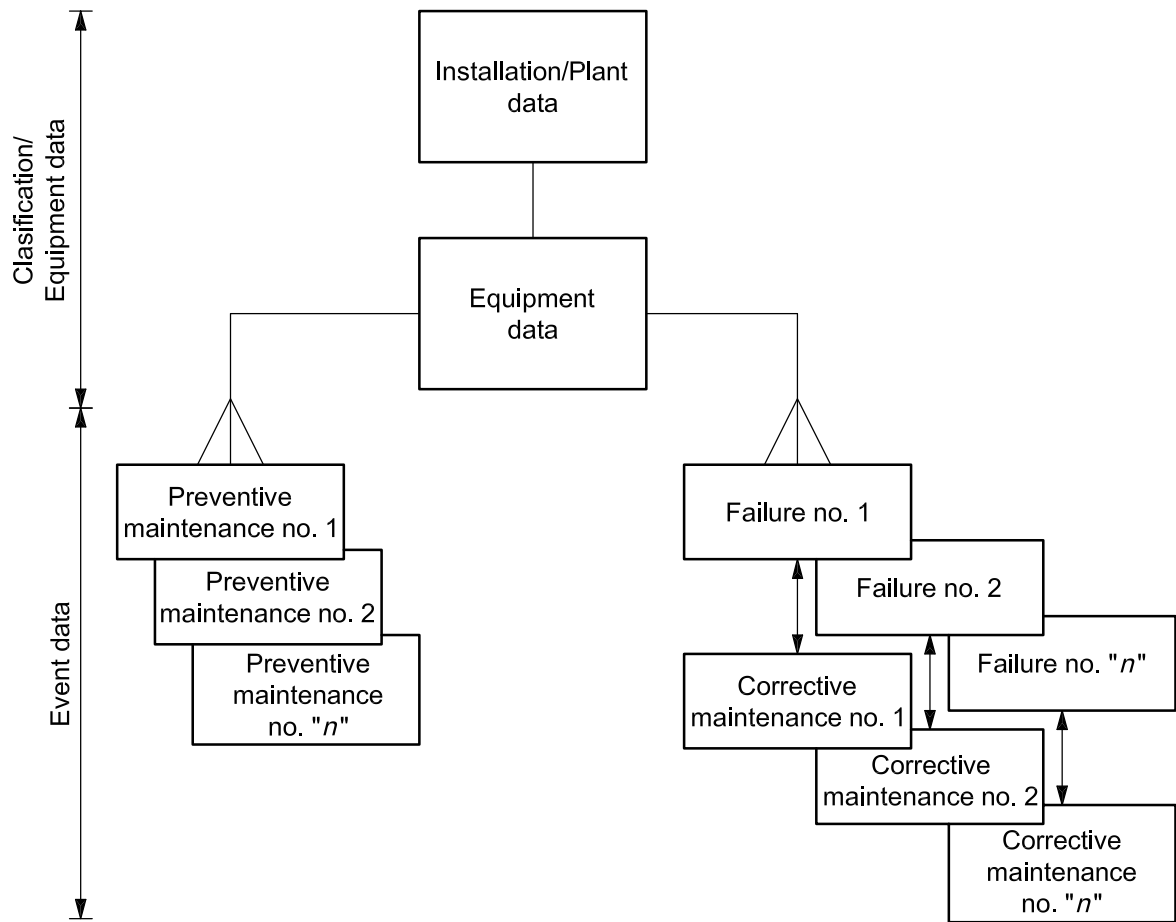 Installation/Plant
data
Clasification/
Equipment data
Equipment
data
Event data
Preventive
maintenance no. 1
Preventive
maintenance no. 2
Preventive
maintenance
no. "n"
Failure no. 1
Failure no. 2
Failure no. "n"
Corrective
maintenance no. 1
Corrective
maintenance no. 2
Corrective
maintenance
no. "n"